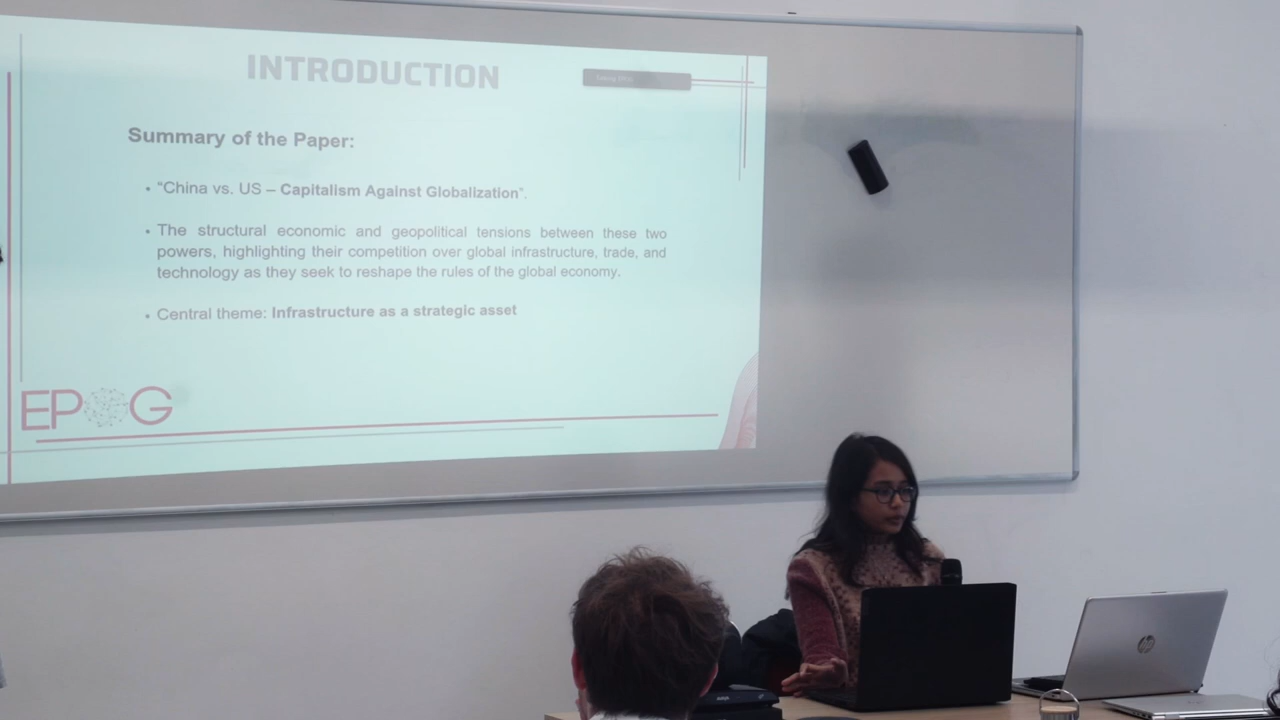 INTRODUCTION
Summary of the Paper:
• “China vs. US – Capitalism Against Globalization”.
• The structural economic and geopolitical tensions between these two
powers, highlighting their competition over global infrastructure, trade, and
technology as they seek to reshape the rules of the global economy.
• Central theme: Infrastructure as a strategic asset
EPOG
hp